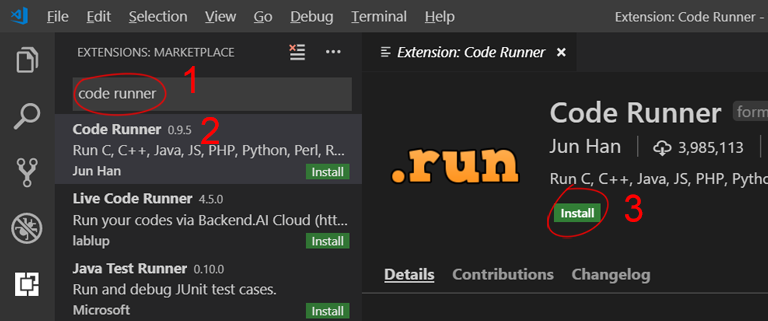 File Edit Selection View Go Debug Terminal Help Extension: Code Runner -
EXTENSIONS: MARKETPLACE
Extension: Code Runner
1
code runner
Code Runner 0.9.5
2
Run C, C++, Java, JS, PHP, Python, Perl, R...
Jun Han Install
Live Code Runner 4.5.0
Run your codes via Backend.AI Cloud (htt...
lablup Install
Java Test Runner 0.10.0
Run and debug JUnit test cases.
Microsoft Install
.run
Code Runner form
Jun Han 3,985,113
Run C, C++, Java, JS, PHP, Pytho
Install 3
Details Contributions Changelog